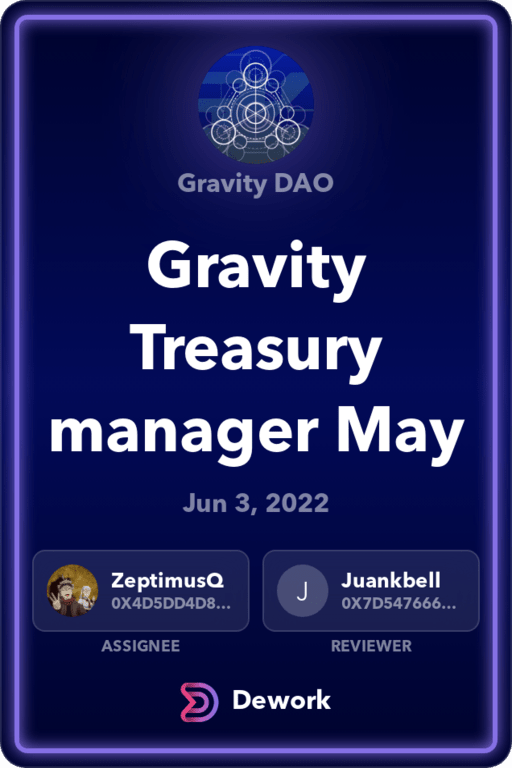 Gravity DAO
Gravity
Treasury
manager May
Jun 3, 2022
ZeptimusQ
0X4D5DD4D8...
ASSIGNEE
J
Juankbell
0X7D547666...
REVIEWER
Dework